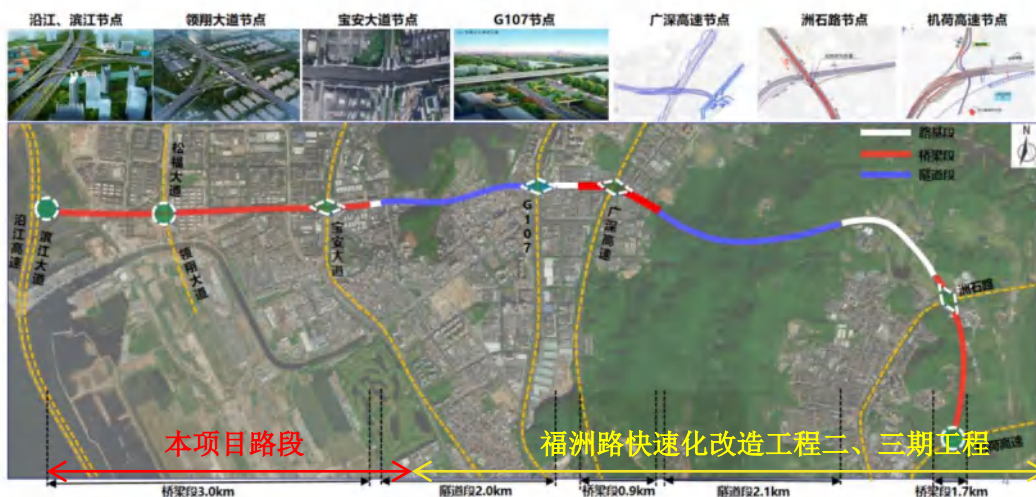 沿江、滨江节点
领翔大道节点
宝安大道节点
G107节点
广深高速节点
洲石路节点
机荷高速节点
路基段
桥梁段
隧道段
N
松福大道
沿江高速
滨江大道
领翔大道
宝安大道
G107
广深高速
洲石路
机荷高速
本项目路段
福洲路快速化改造工程二、三期工程
桥梁段3.0km
隧道段2.0km
桥梁段0.9km
隧道段2.1km
桥梁段1.7km